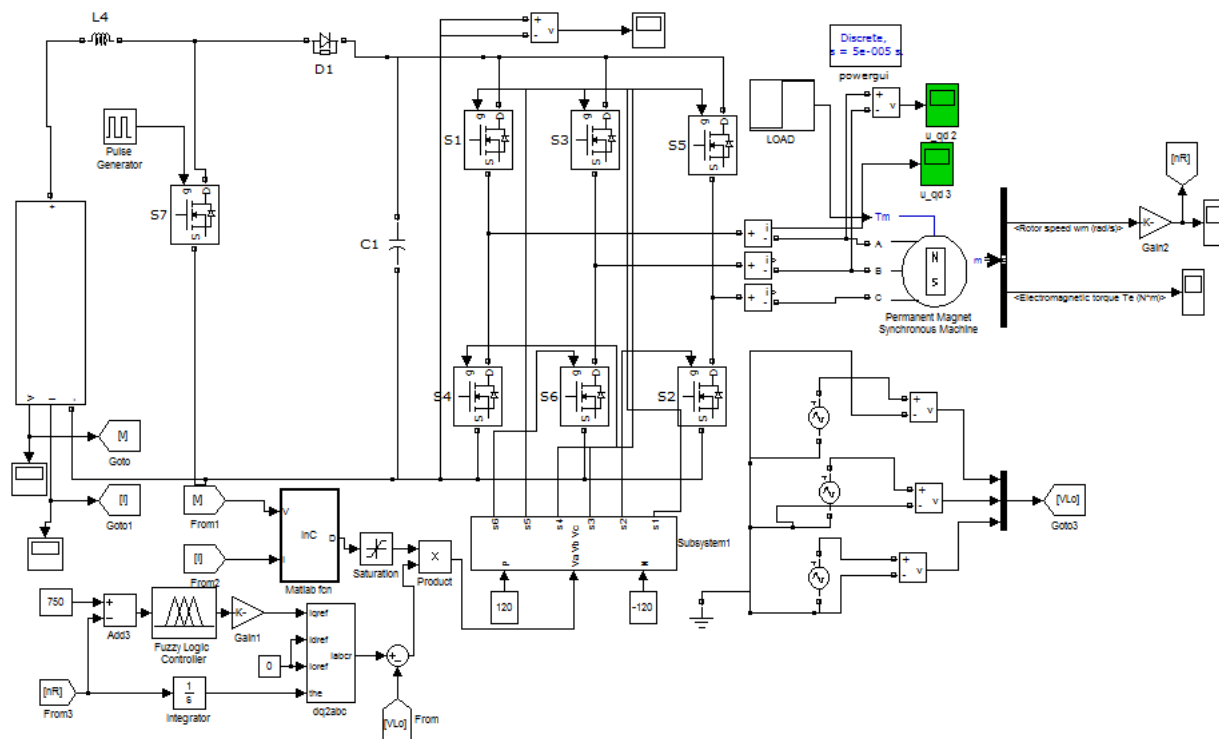 L4
D1
+
-
v
Discrete,
s = 5e-005 s.
powergui
LOAD
+
-
v
u_qd 2
u_qd 3
[nR]
Pulse
Generator
g
D
S
S7
S1
g
D
S
S3
g
D
S
S5
g
D
S
C1
+
i
-
+
i
-
+
i
-
Tm
A
B
C
N
S
m
Permanent Magnet
Synchronous Machine
<Rotor speed wm (rad/s)>
K-
Gain2
<Electromagnetic torque Te (N*m)>
+
V
I
-
S4
g
D
S
S6
g
D
S
S2
g
D
S
[V]
Goto
[I]
Goto1
[V]
From1
[I]
From2
V
I
InC
D
Matlab fcn
Saturation
X
Product
s6
s5
s4
s3
s2
s1
P
Va Vb Vc
N
Subsystem1
120
-120
+
-
v
+
-
v
+
-
v
[VLo]
Goto3
750
+
−
Add3
Fuzzy Logic
Controller
K-
Gain1
0
Iqref
Idref
Ioref
the
Iabcr
dq2abc
+
−
[nR]
From3
1
s
Integrator
[VLo]
From